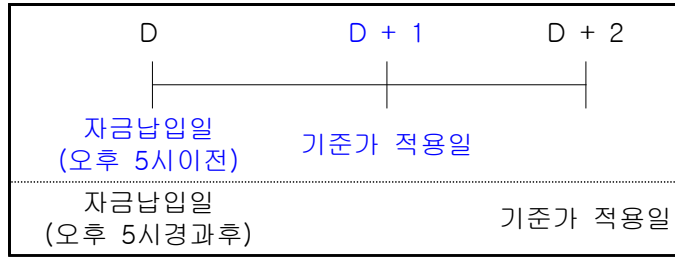 D D + 1 D + 2
자금납입일
(오후 5시이전)
기준가 적용일
자금납입일
(오후 5시경과후)
기준가 적용일